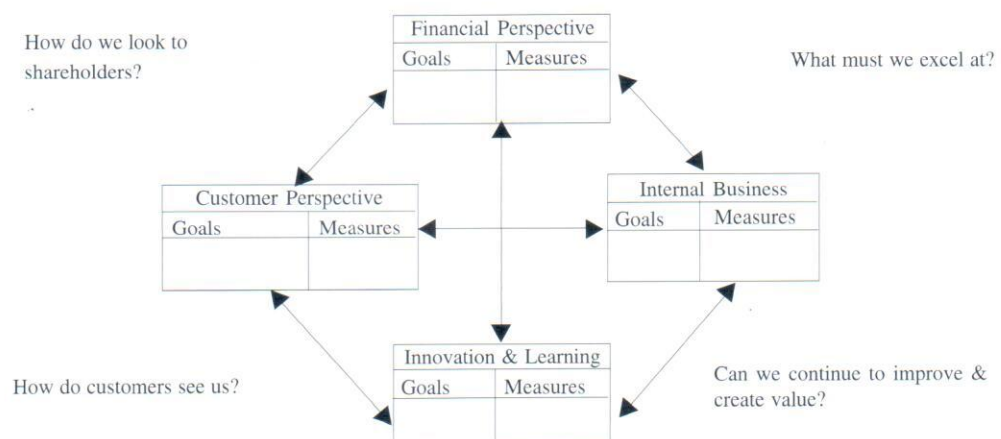 Financial Perspective
Goals Measures
How do we look to
shareholders?
What must we excel at?
Customer Perspective
Goals Measures
Internal Business
Goals Measures
Innovation & Learning
Goals Measures
How do customers see us?
Can we continue to improve &
create value?